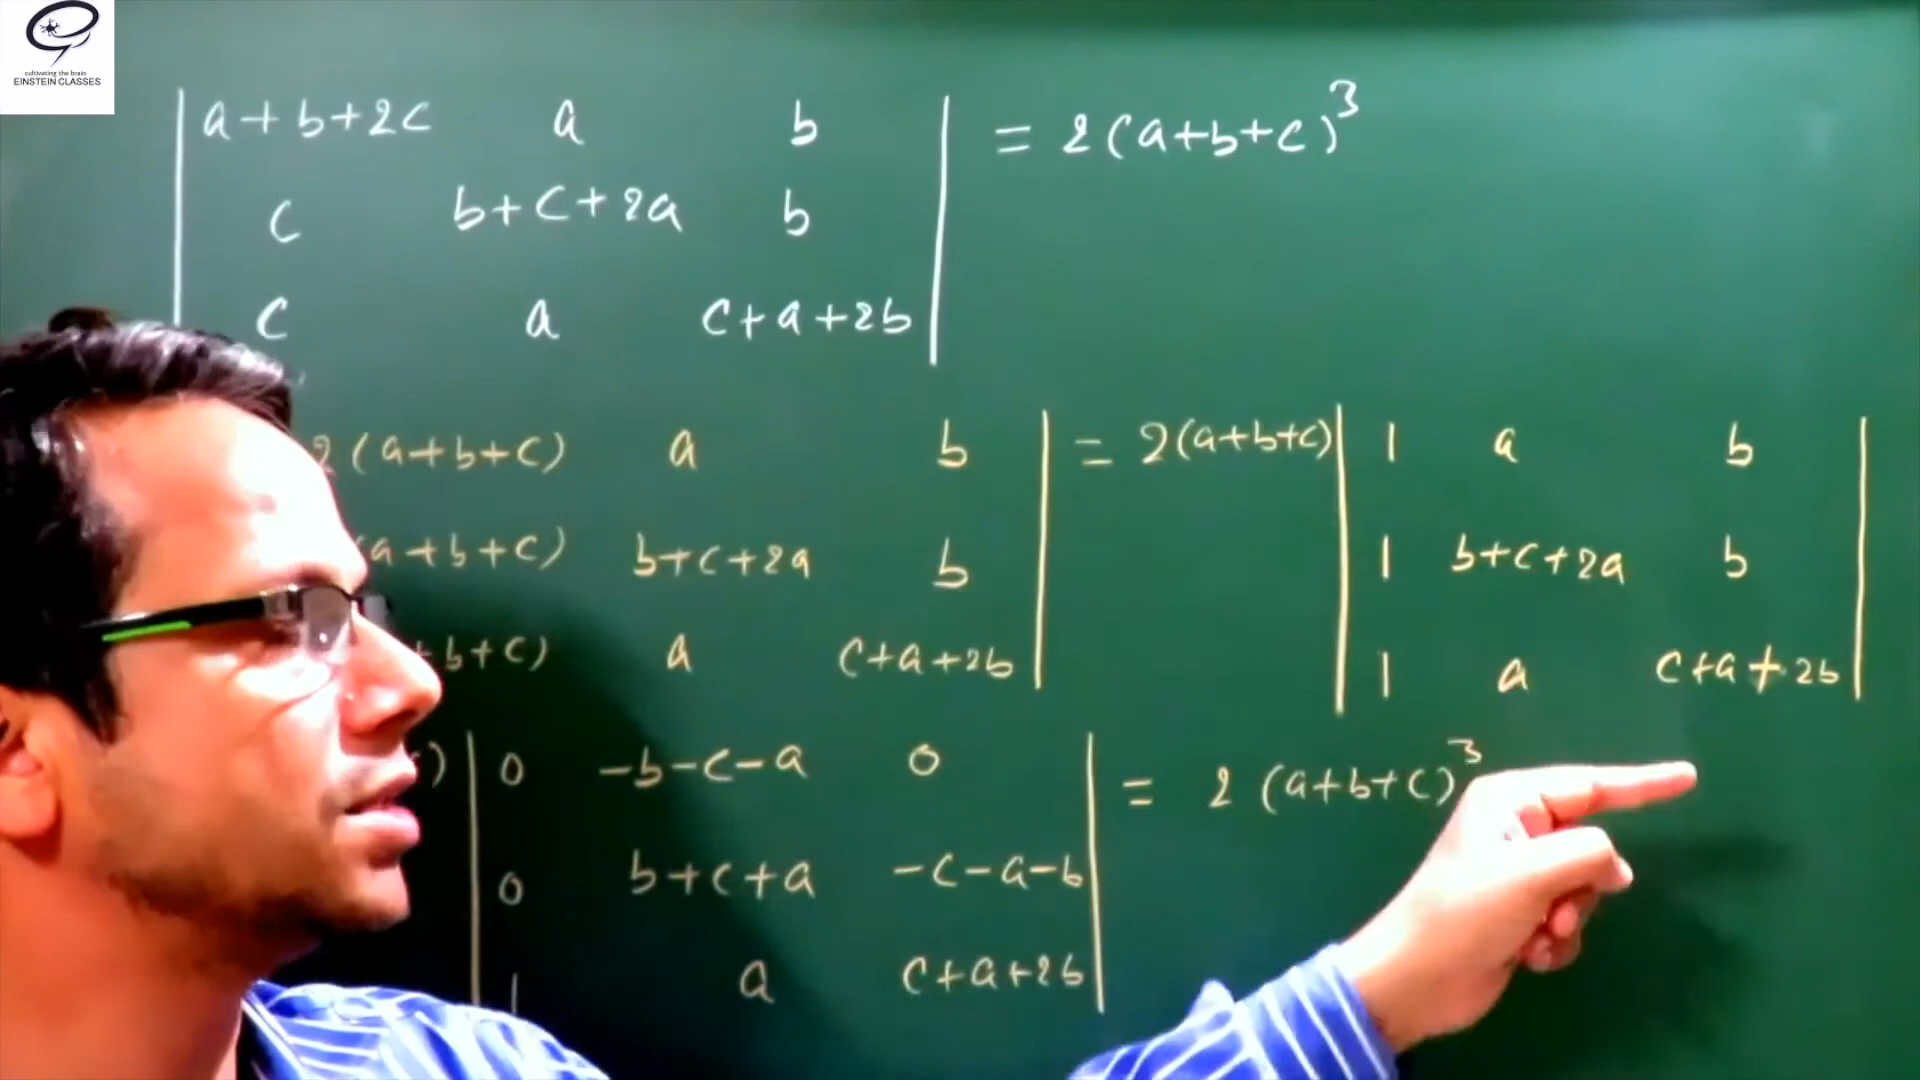 cultivating the brain
EINSTEIN CLASSES
| a+b+2c a b | = 2(a+b+c)³
| c b+c+2a b |
| c a c+a+2b |
2(a+b+c) a b | = 2(a+b+c) | 1 a b |
(a+b+c) b+c+2a b | | 1 b+c+2a b |
+b+c) a c+a+2b | | 1 a c+a+2b |
) | 0 -b-c-a 0 | = 2(a+b+c)³
| 0 b+c+a -c-a-b |
| 1 a c+a+2b |